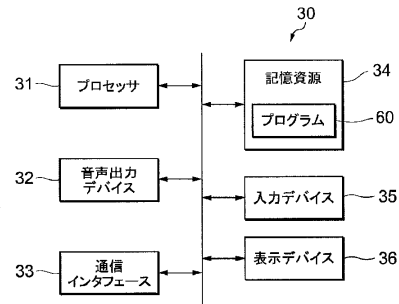 30
31
プロセッサ
記憶資源
34
プログラム
60
32
音声出力
デバイス
入力デバイス
35
33
通信
インタフェース
表示デバイス
36